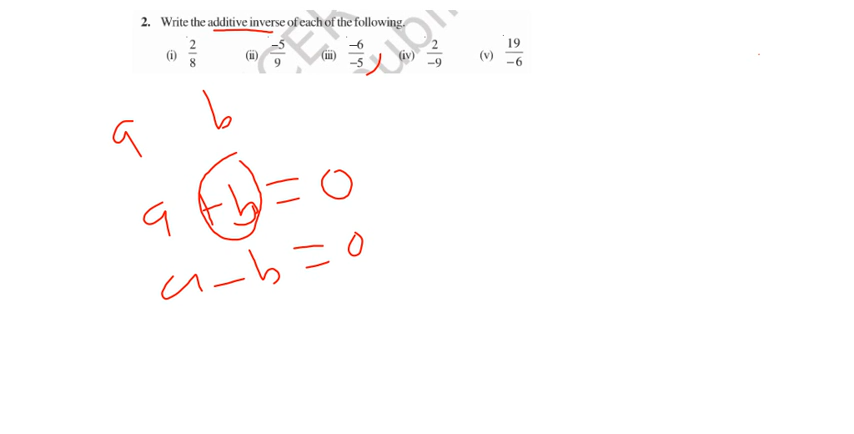 2. Write the additive inverse of each of the following.
(i) 2/8 (ii) -5/9 (iii) -6/-5 (iv) 2/-9 (v) 19/-6
a b
a + b = 0
a - b = 0